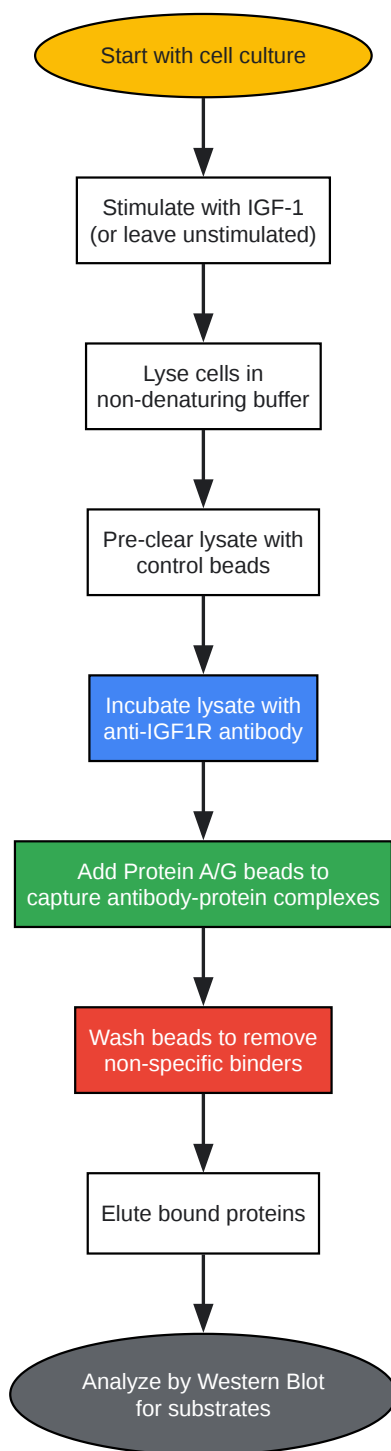 Start with cell culture
Stimulate with IGF-1
(or leave unstimulated)
Lyse cells in
non-denaturing buffer
Pre-clear lysate with
control beads
Incubate lysate with
anti-IGF1R antibody
Add Protein A/G beads to
capture antibody-protein complexes
Wash beads to remove
non-specific binders
Elute bound proteins
Analyze by Western Blot
for substrates